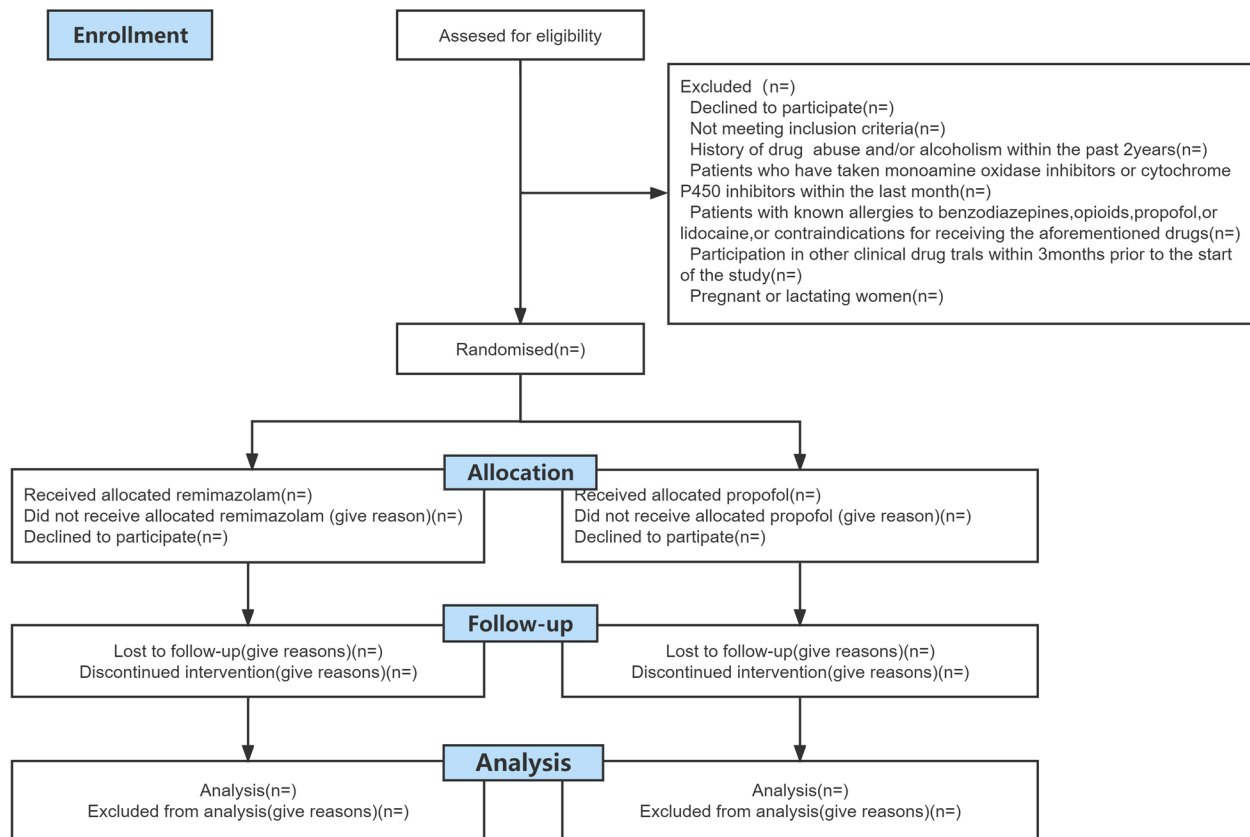 Enrollment
Assesed for eligibility
Excluded（n=)
Declined to participate(n=)
Not meeting inclusion criteria(n=)
History of drug abuse and/or alcoholism within the past 2years(n=)
Patients who have taken monoamine oxidase inhibitors or cytochrome
P450 inhibitors within the last month(n=)
Patients with known allergies to benzodiazepines,opioids,propofol,or
lidocaine,or contraindications for receiving the aforementioned drugs(n=)
Participation in other clinical drug trals within 3months prior to the start
of the study(n=)
Pregnant or lactating women(n=)
Randomised(n=)
Allocation
Received allocated remimazolam(n=)
Did not receive allocated remimazolam (give reason)(n=)
Declined to participate(n=)
Received allocated propofol(n=)
Did not receive allocated propofol (give reason)(n=)
Declined to partipate(n=)
Follow-up
Lost to follow-up(give reasons)(n=)
Discontinued intervention(give reasons)(n=)
Lost to follow-up(give reasons)(n=)
Discontinued intervention(give reasons)(n=)
Analysis
Analysis(n=)
Excluded from analysis(give reasons)(n=)
Analysis(n=)
Excluded from analysis(give reasons)(n=)